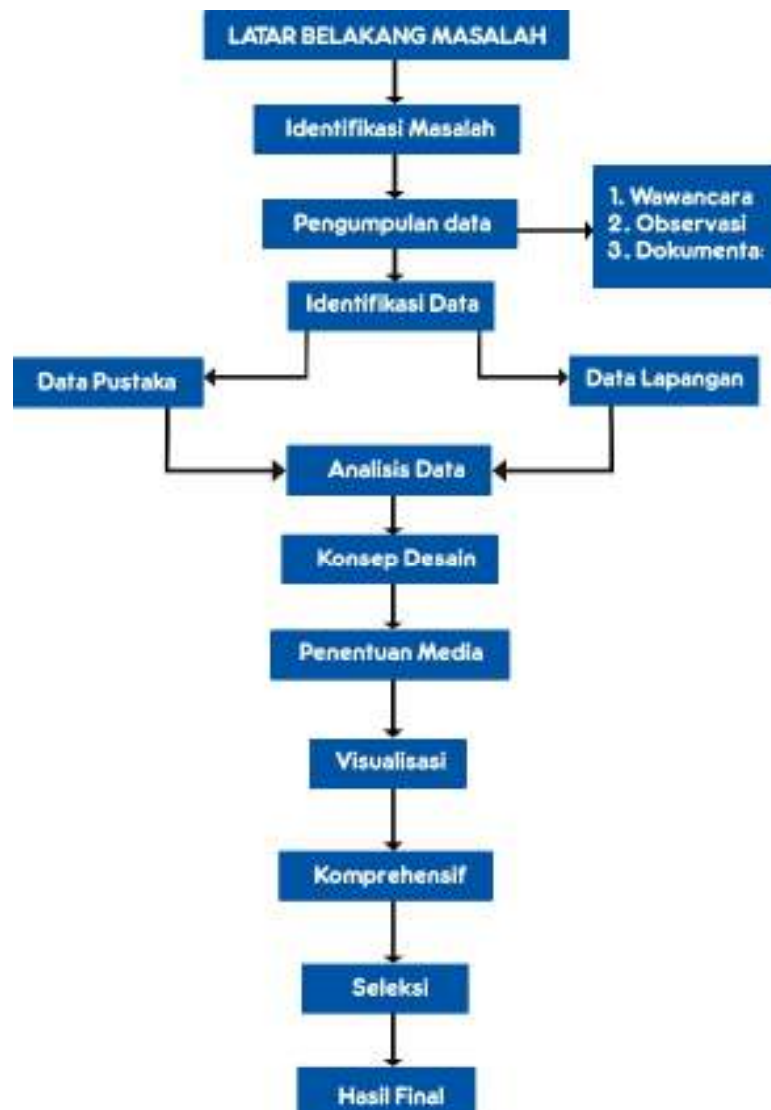 LATAR BELAKANG MASALAH
Identifikasi Masalah
Pengumpulan data
1. Wawancara
2. Observasi
3. Dokumenta
Identifikasi Data
Data Pustaka
Data Lapangan
Analisis Data
Konsep Desain
Penentuan Media
Visualisasi
Komprehensif
Seleksi
Hasil Final